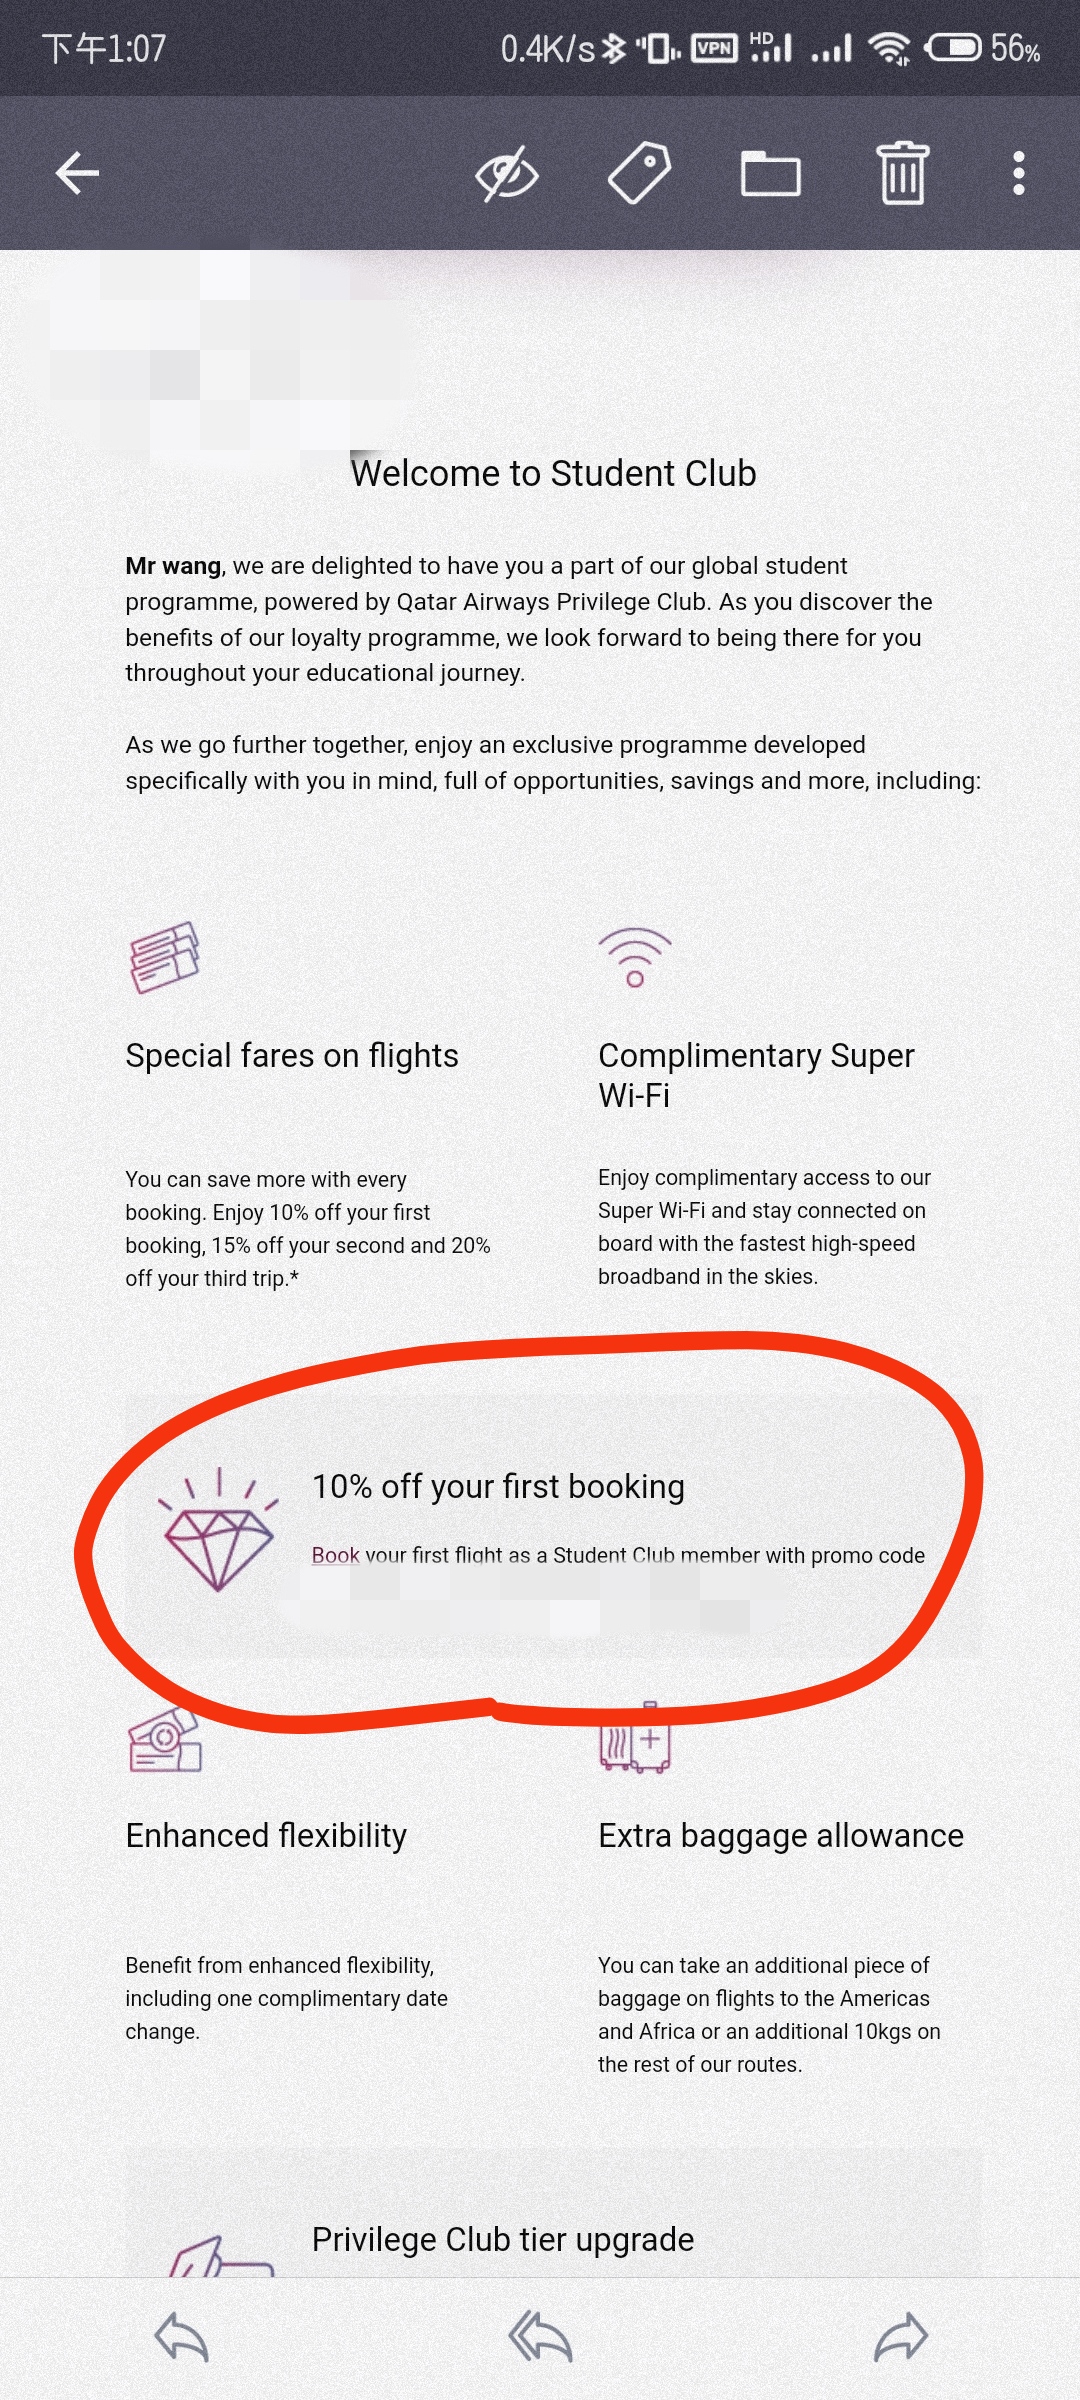 下午1:07
0.4K/s
VPN
HD
56%
Welcome to Student Club
Mr wang, we are delighted to have you a part of our global student
programme, powered by Qatar Airways Privilege Club. As you discover the
benefits of our loyalty programme, we look forward to being there for you
throughout your educational journey.
As we go further together, enjoy an exclusive programme developed
specifically with you in mind, full of opportunities, savings and more, including:
Special fares on flights
You can save more with every
booking. Enjoy 10% off your first
booking, 15% off your second and 20%
off your third trip.*
Complimentary Super
Wi-Fi
Enjoy complimentary access to our
Super Wi-Fi and stay connected on
board with the fastest high-speed
broadband in the skies.
10% off your first booking
Book your first flight as a Student Club member with promo code
Enhanced flexibility
Benefit from enhanced flexibility,
including one complimentary date
change.
Extra baggage allowance
You can take an additional piece of
baggage on flights to the Americas
and Africa or an additional 10kgs on
the rest of our routes.
Privilege Club tier upgrade